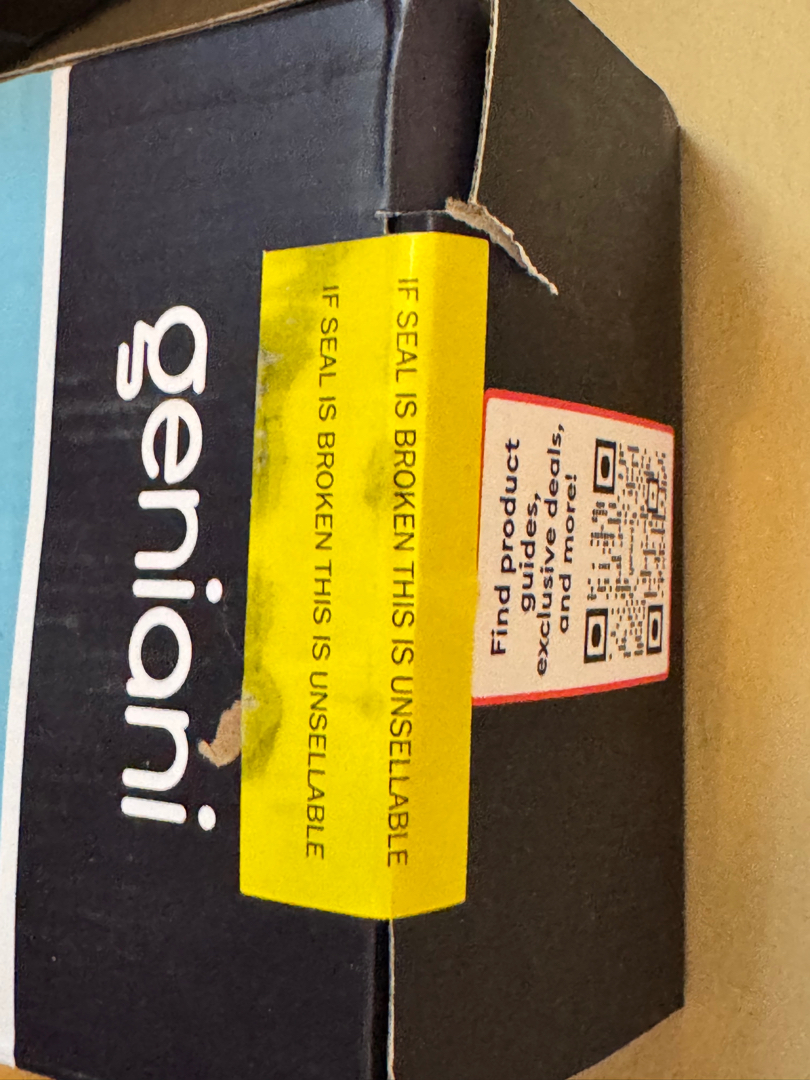 geniani
IF SEAL IS BROKEN THIS IS UNSELLABLE
IF SEAL IS BROKEN THIS IS UNSELLABLE
Find product
guides,
exclusive deals,
and more!